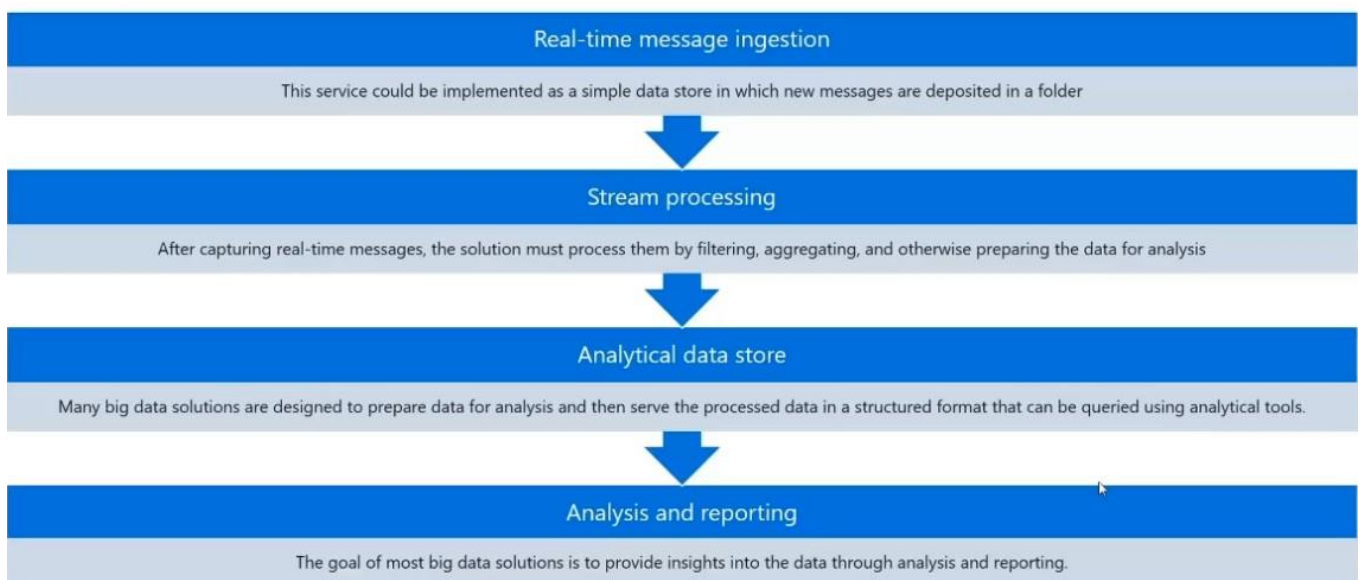 Real-time message ingestion
This service could be implemented as a simple data store in which new messages are deposited in a folder
Stream processing
After capturing real-time messages, the solution must process them by filtering, aggregating, and otherwise preparing the data for analysis
Analytical data store
Many big data solutions are designed to prepare data for analysis and then serve the processed data in a structured format that can be queried using analytical tools.
Analysis and reporting
The goal of most big data solutions is to provide insights into the data through analysis and reporting.